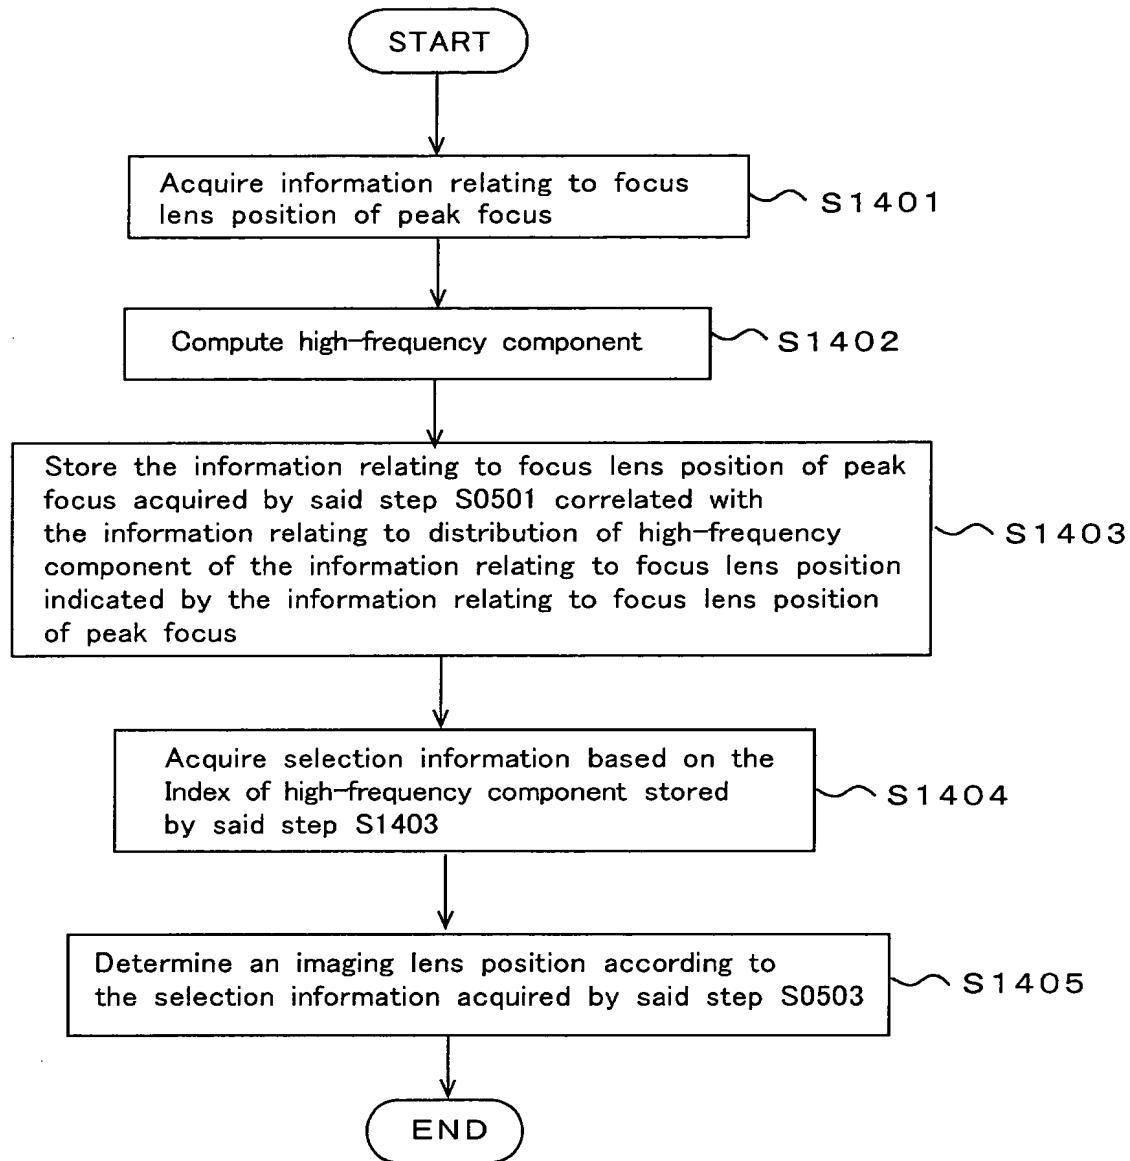 START
Acquire information relating to focus
lens position of peak focus
S1401
Compute high-frequency component
S1402
Store the information relating to focus lens position of peak
focus acquired by said step S0501 correlated with
the information relating to distribution of high-frequency
component of the information relating to focus lens position
indicated by the information relating to focus lens position
of peak focus
S1403
Acquire selection information based on the
Index of high-frequency component stored
by said step S1403
S1404
Determine an imaging lens position according to
the selection information acquired by said step S0503
S1405
END